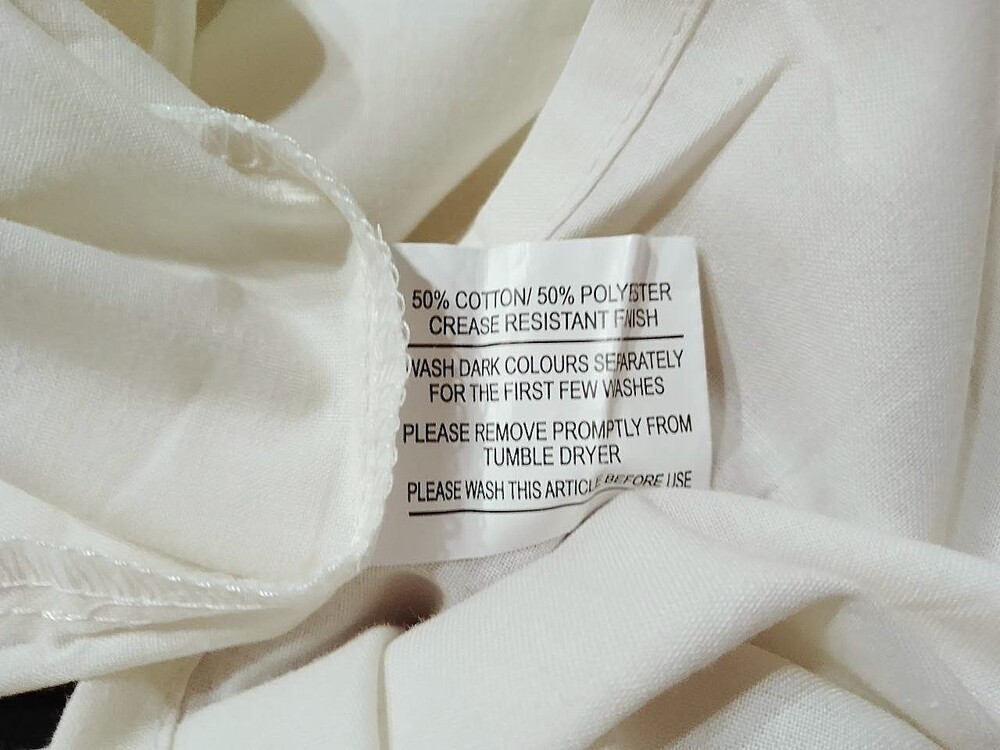 50% COTTON/ 50% POLYESTER
CREASE RESISTANT FINISH
WASH DARK COLOURS SEPARATELY
FOR THE FIRST FEW WASHES
PLEASE REMOVE PROMPTLY FROM
TUMBLE DRYER
PLEASE WASH THIS ARTICLE BEFORE USE